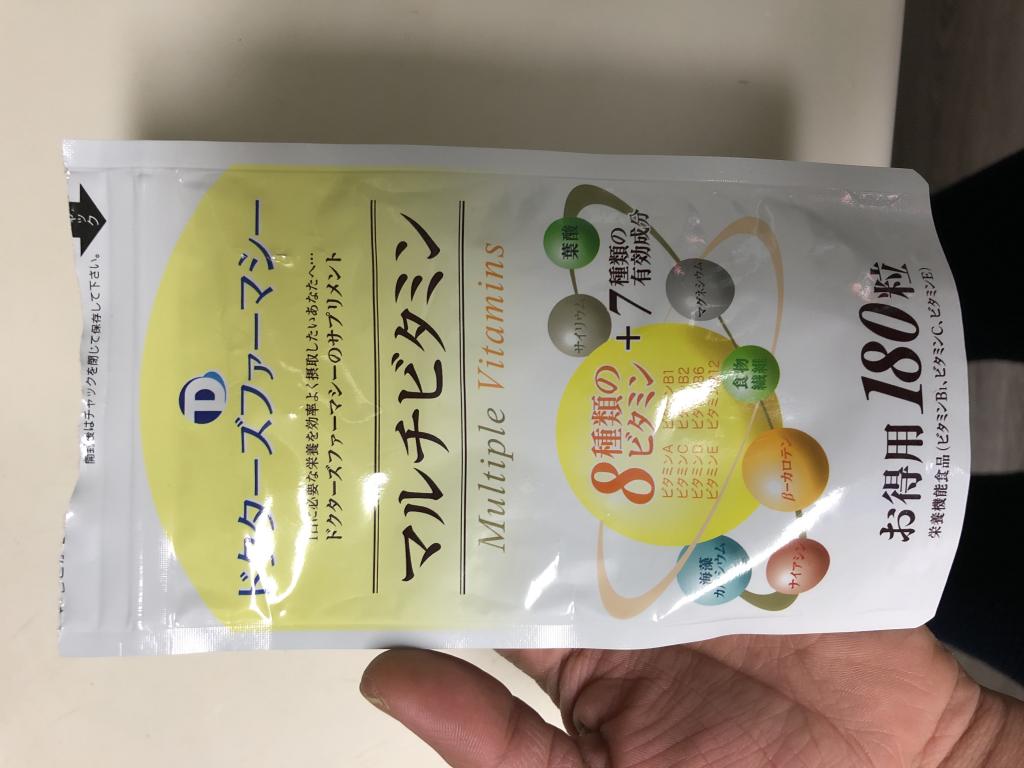 後はチャックを閉じて保存して下さい。
ドクターズファーマシー
1日に必要な栄養を効率よく摂取したいあなたへ…
ドクターズファーマシーのサプリメント
マルチビタミン
Multiple Vitamins
8種類の
ビタミン
+
7種類の
有効成分
ビタミンA
ビタミンC
ビタミンD
ビタミンE
ビタミンB1
ビタミンB2
ビタミンB6
ビタミンB12
葉酸
サイリウム
マグネシウム
食物
繊維
β−カロテン
海藻
カルシウム
ナイアシン
お得用180粒
栄養機能食品(ビタミンB1、ビタミンC、ビタミンE)